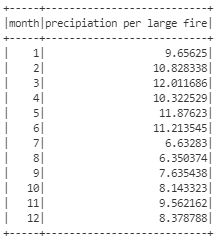 +-----+----------------------------+
|month|precipiation per large fire|
+-----+----------------------------+
| 1| 9.65625|
| 2| 10.828338|
| 3| 12.011686|
| 4| 10.322529|
| 5| 11.87623|
| 6| 11.213545|
| 7| 6.63283|
| 8| 6.350374|
| 9| 7.635438|
| 10| 8.143323|
| 11| 9.562162|
| 12| 8.378788|
+-----+----------------------------+